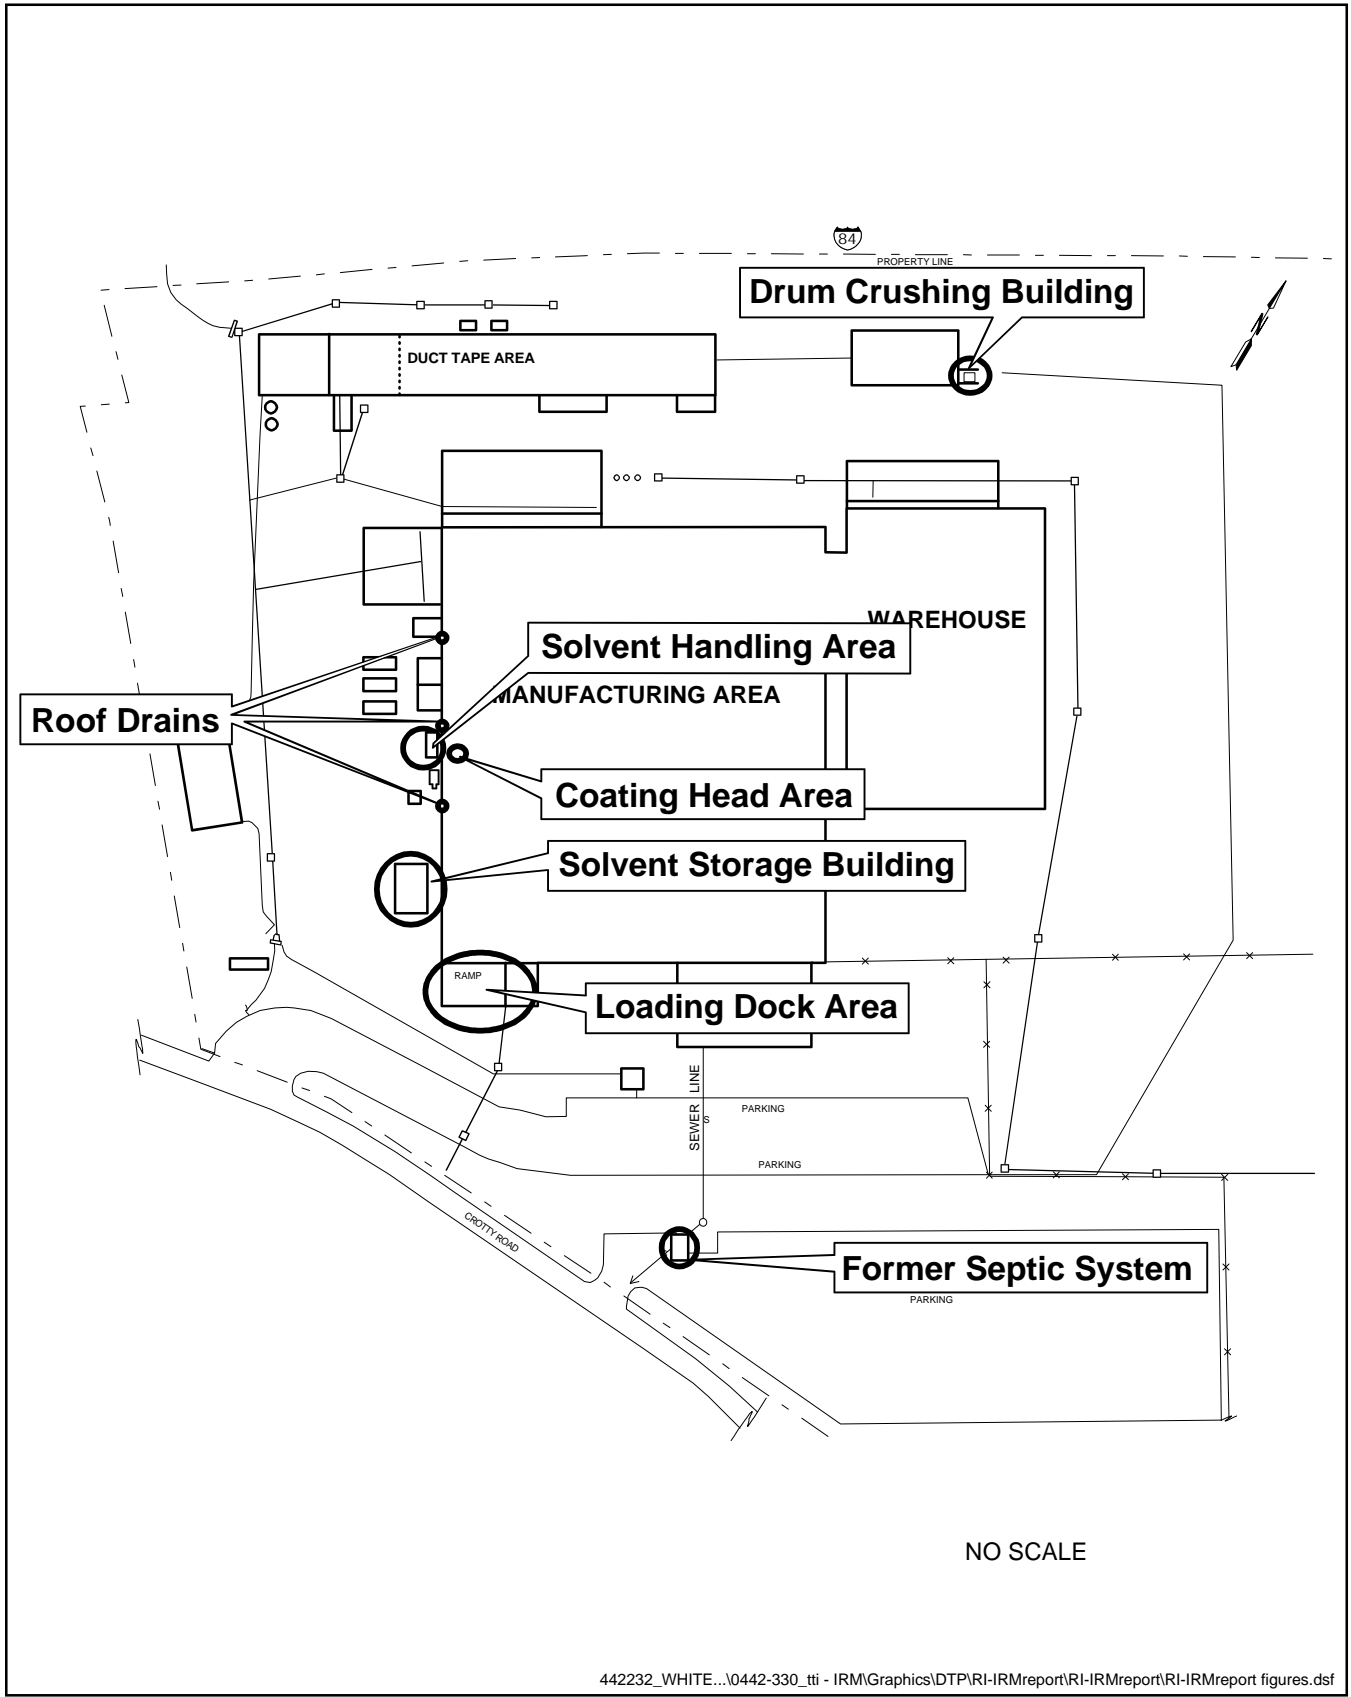 84
PROPERTY LINE
Drum Crushing Building
N
DUCT TAPE AREA
WAREHOUSE
Solvent Handling Area
MANUFACTURING AREA
Roof Drains
Coating Head Area
Solvent Storage Building
RAMP
Loading Dock Area
SEWER LINE
S
PARKING
PARKING
CROTTY ROAD
Former Septic System
PARKING
NO SCALE
442232_WHITE...\0442-330_tti - IRM\Graphics\DTP\RI-IRMreport\RI-IRMreport\RI-IRMreport figures.dsf